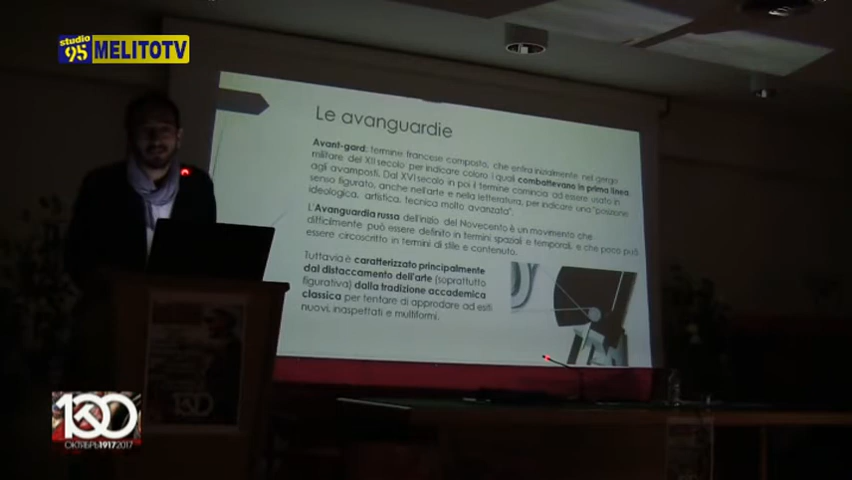 studio
95 MELITOTV
Le avanguardie
Avant-gard: termine francese composto, che entra inizialmente nel gergo
militare del XII secolo per indicare coloro i quali combattevano in prima linea,
agli avamposti. Dal XVI secolo in poi il termine comincia ad essere usato in
senso figurato, anche nell'arte e nella letteratura, per indicare una "posizione
ideologica, artistica, tecnica molto avanzata".
L'Avanguardia russa dell'inizio del Novecento è un movimento che
difficilmente può essere definito in termini spaziali e temporali, e che poco può
essere circoscritto in termini di stile e contenuto.
Tuttavia è caratterizzato principalmente
dal distaccamento dell'arte (soprattutto
figurativa) dalla tradizione accademica
classica per tentare di approdare ad esiti
nuovi, inaspettati e multiformi.
100
100
ОКТЯБРЬ19172017